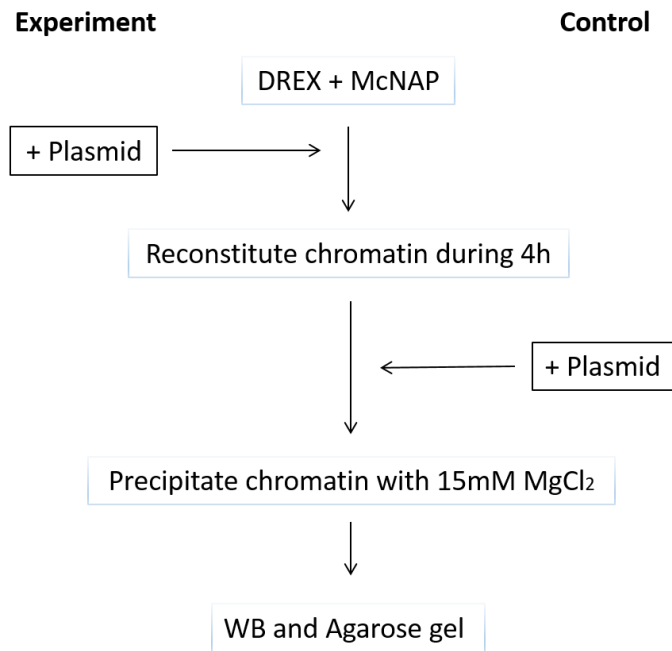 Experiment
Control
DREX + McNAP
+ Plasmid
Reconstitute chromatin during 4h
+ Plasmid
Precipitate chromatin with 15mM MgCl₂
WB and Agarose gel